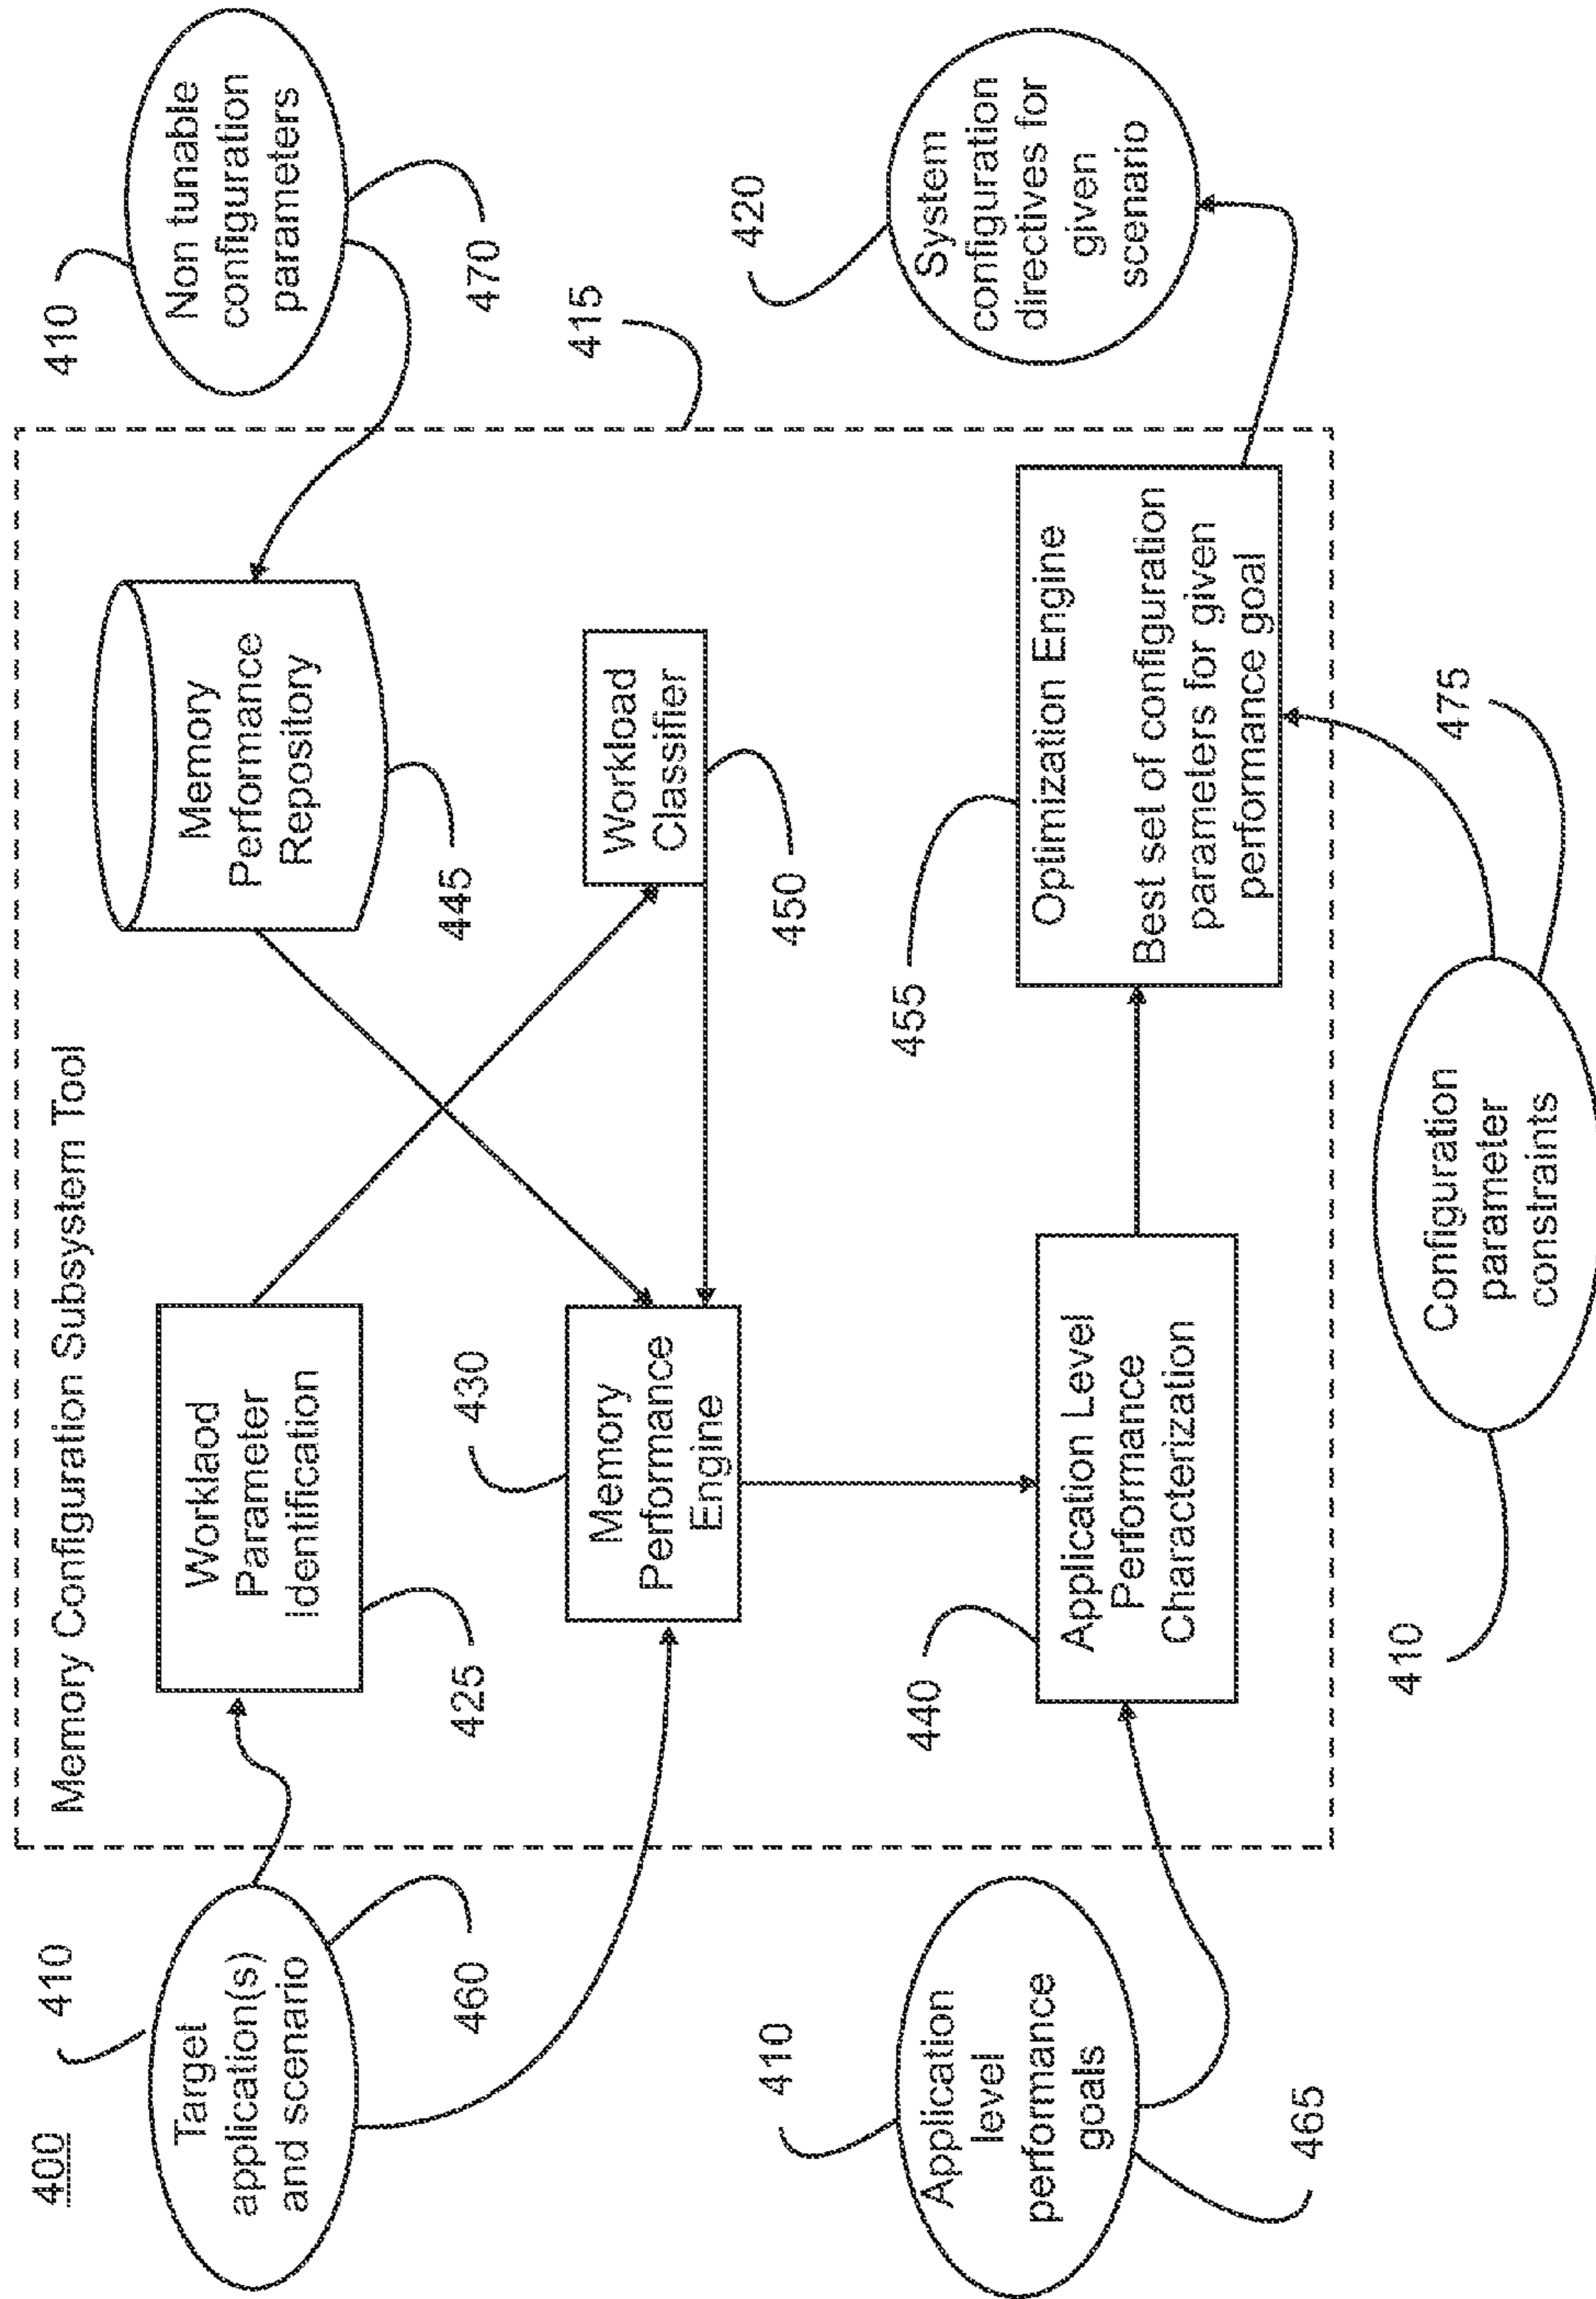 400
410
Target
application(s)
and scenario
460
Memory Configuration Subsystem Tool
Worklaod
Parameter
Identification
425
Memory
Performance
Repository
445
410
Non tunable
configuration
parameters
470
430
Memory
Performance
Engine
Workload
Classifier
450
415
410
Application
level
performance
goals
465
440
Application Level
Performance
Characterization
455
Optimization Engine
Best set of configuration
parameters for given
performance goal
420
System
configuration
directives for
given
scenario
410
Configuration
parameter
constraints
475